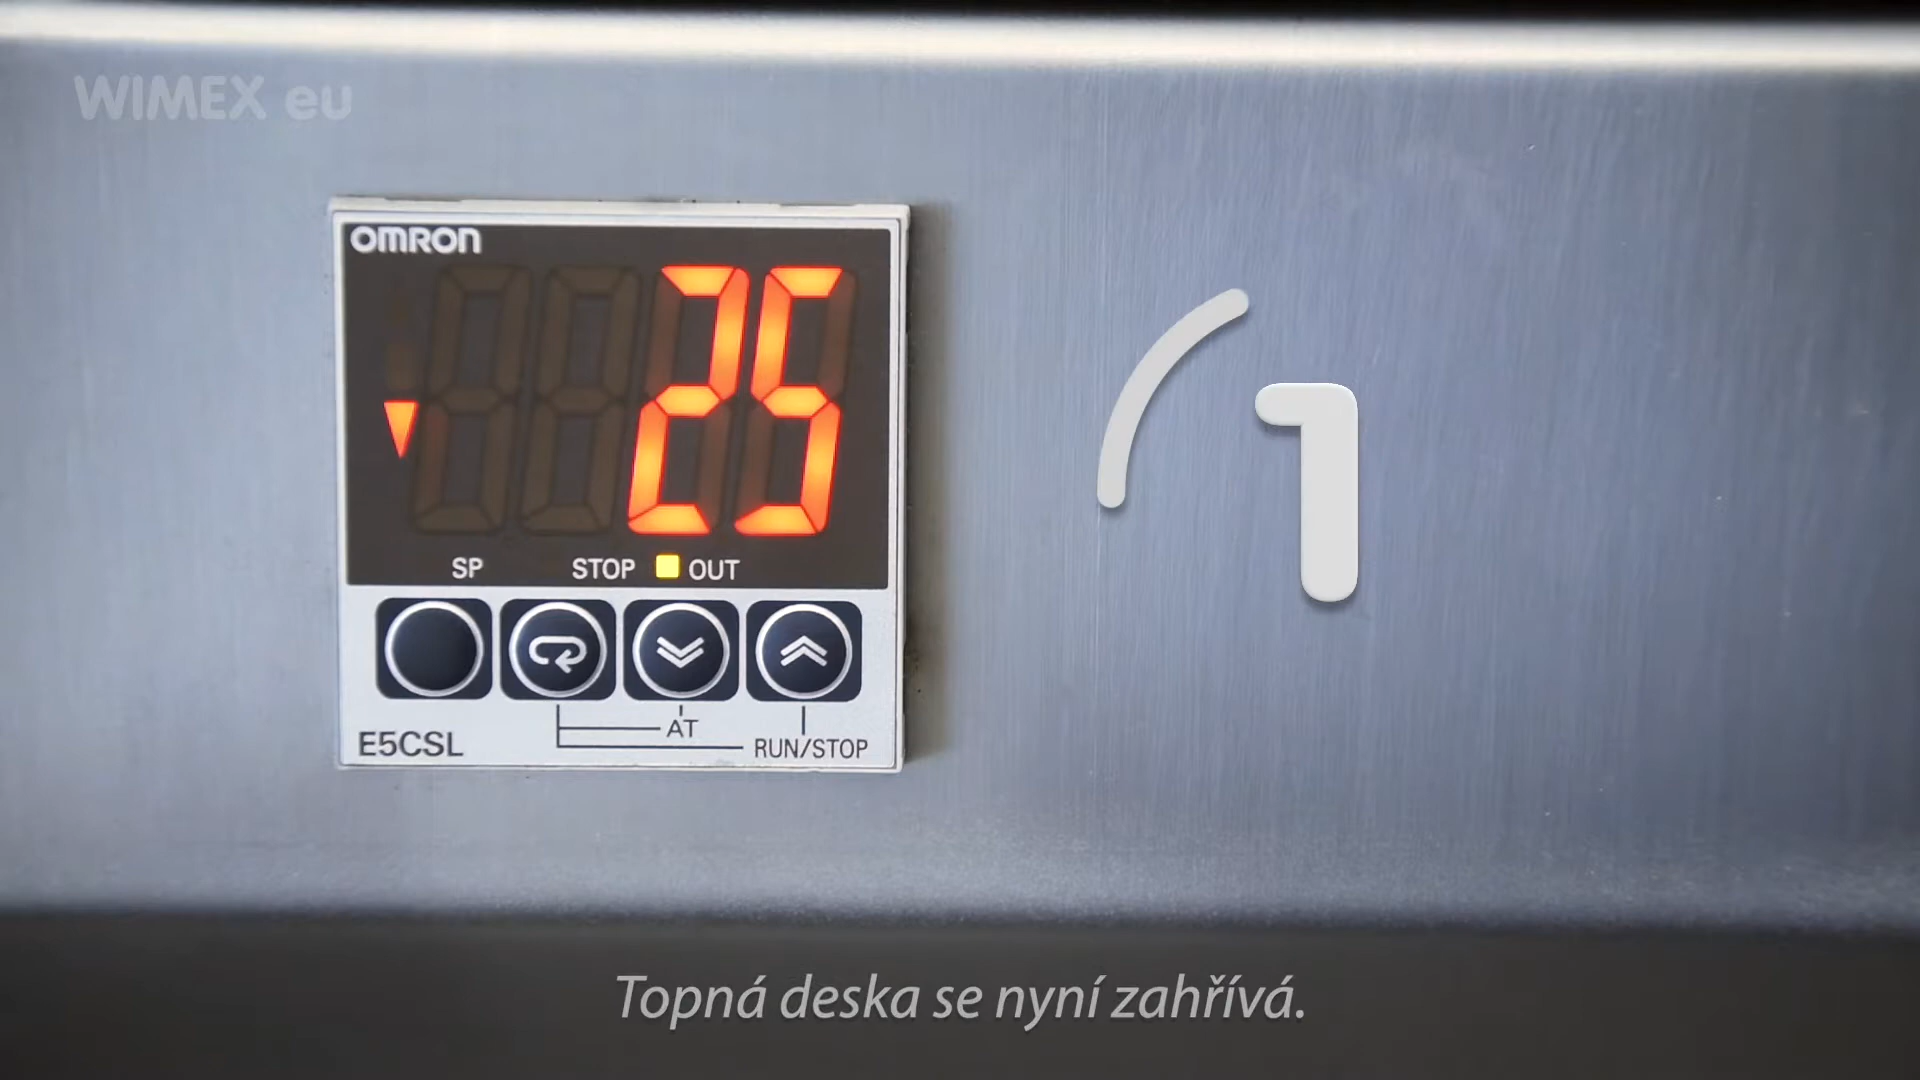 WIMEX eu
OMRON
25
SP STOP OUT
1
AT
E5CSL RUN/STOP
Topná deska se nyní zahřívá.